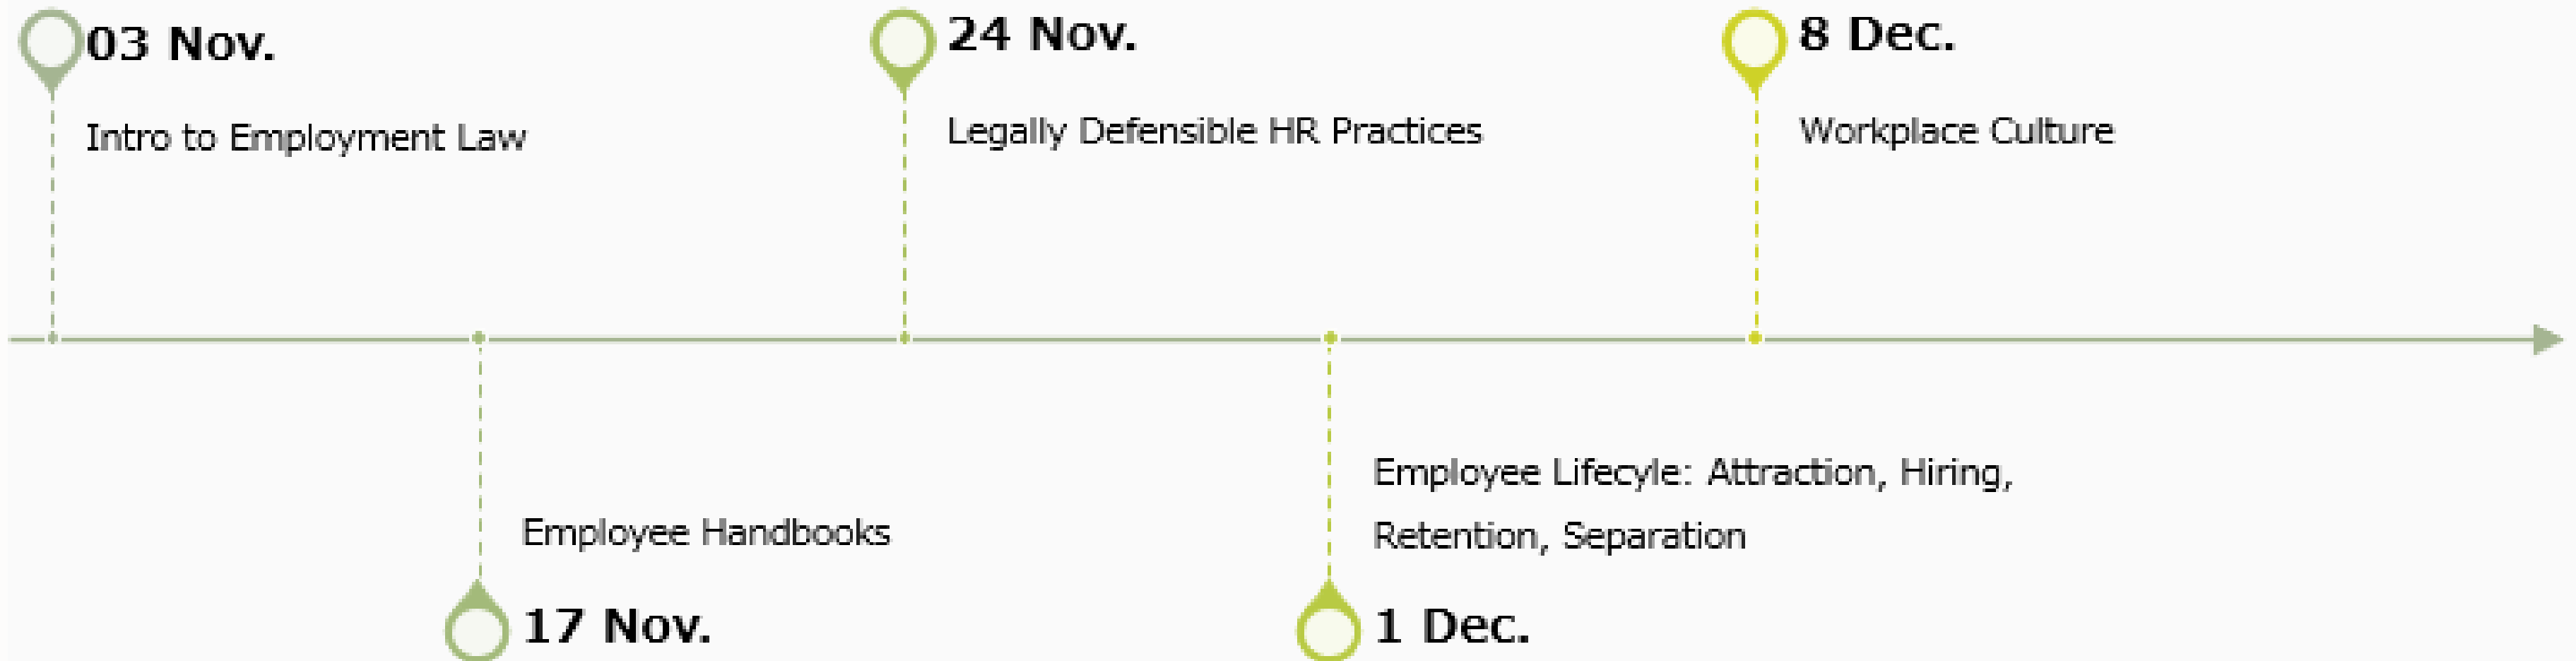 03 Nov.
Intro to Employment Law
Employee Handbooks
17 Nov.
24 Nov.
Legally Defensible HR Practices
Employee Lifecyle: Attraction, Hiring,
Retention, Separation
1 Dec.
8 Dec.
Workplace Culture